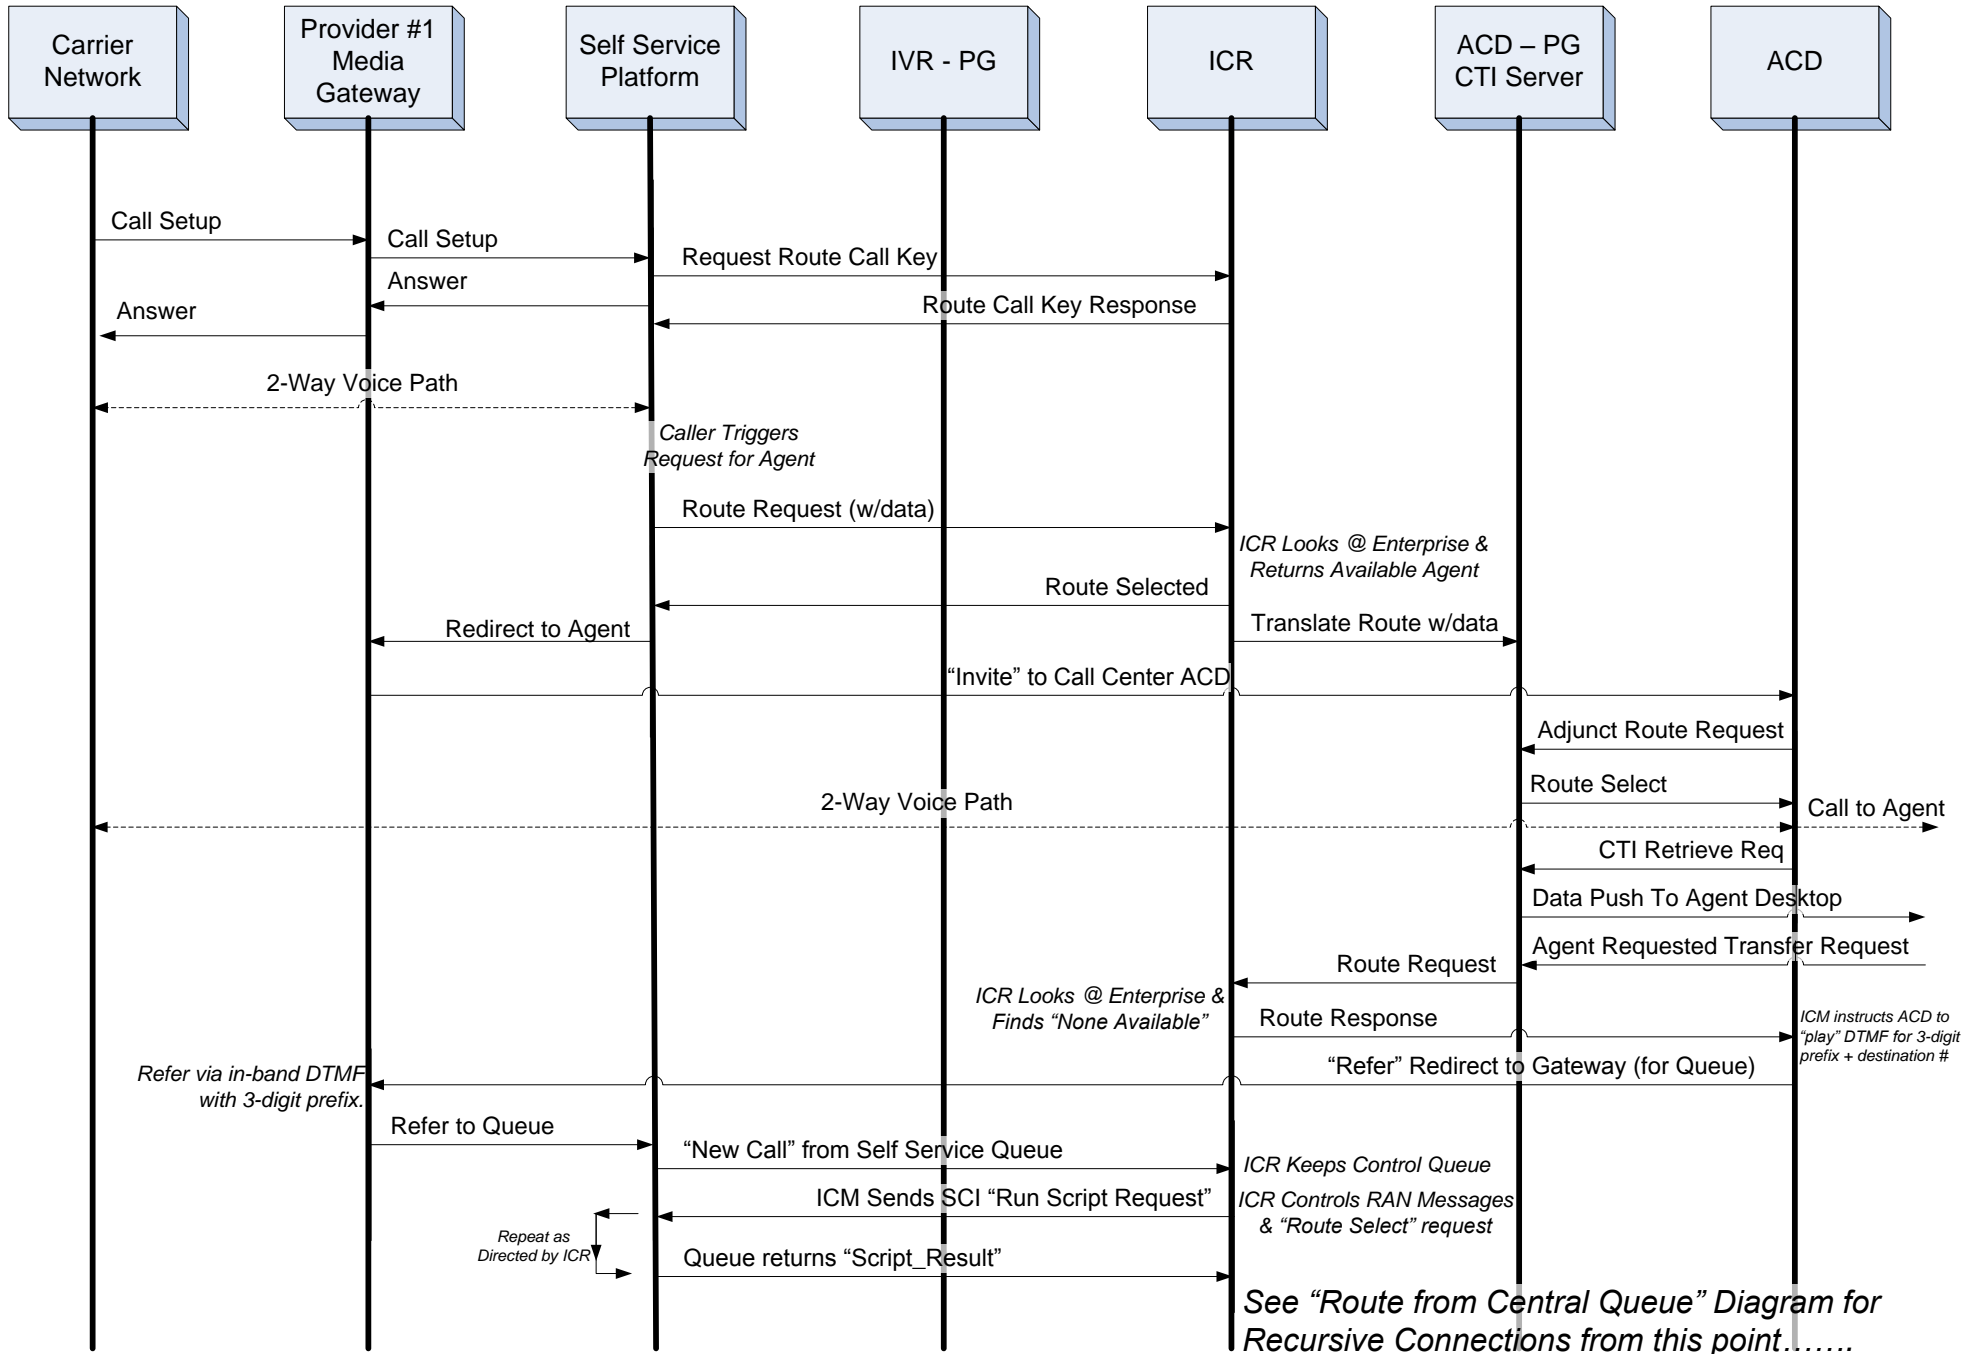 Carrier
Network
Provider #1
Media
Gateway
Self Service
Platform
IVR - PG
ICR
ACD – PG
CTI Server
ACD
Call Setup
Call Setup
Request Route Call Key
Answer
Route Call Key Response
Answer
2-Way Voice Path
Caller Triggers
Request for Agent
Route Request (w/data)
ICR Looks @ Enterprise &
Returns Available Agent
Route Selected
Redirect to Agent
Translate Route w/data
“Invite” to Call Center ACD
Adjunct Route Request
Route Select
2-Way Voice Path
Call to Agent
CTI Retrieve Req
Data Push To Agent Desktop
Agent Requested Transfer Request
Route Request
ICR Looks @ Enterprise &
Finds “None Available”
Route Response
ICM instructs ACD to
“play” DTMF for 3-digit
prefix + destination #
“Refer” Redirect to Gateway (for Queue)
Refer via in-band DTMF
with 3-digit prefix.
Refer to Queue
“New Call” from Self Service Queue
ICR Keeps Control Queue
ICM Sends SCI “Run Script Request”
ICR Controls RAN Messages
& “Route Select” request
Repeat as
Directed by ICR
Queue returns “Script_Result”
See “Route from Central Queue” Diagram for
Recursive Connections from this point…….